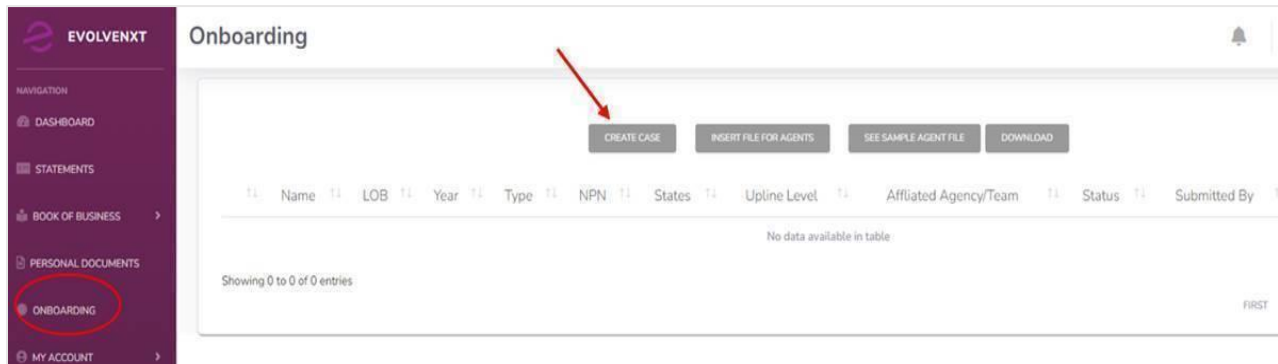 EVOLVENXT
Onboarding
NAVIGATION
DASHBOARD
STATEMENTS
BOOK OF BUSINESS
PERSONAL DOCUMENTS
ONBOARDING
MY ACCOUNT
CREATE CASE INSERT FILE FOR AGENTS SEE SAMPLE AGENT FILE DOWNLOAD
Name LOB Year Type NPN States Upline Level Affliated Agency/Team Status Submitted By
No data available in table
Showing 0 to 0 of 0 entries
FIRST